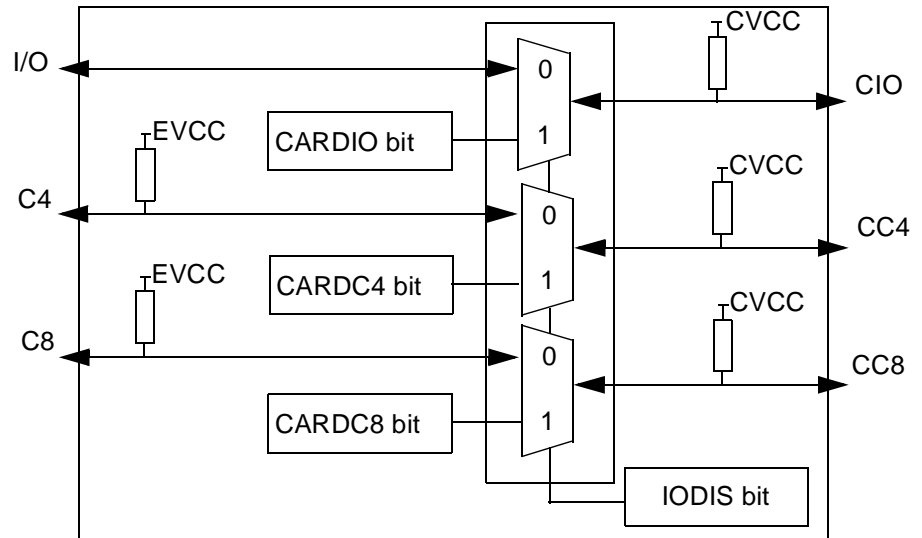 CVCC
I/O
0
CIO
EVCC
CARDIO bit
1
CVCC
C4
0
CC4
EVCC
CARDC4 bit
1
CVCC
C8
0
CC8
CARDC8 bit
1
IODIS bit